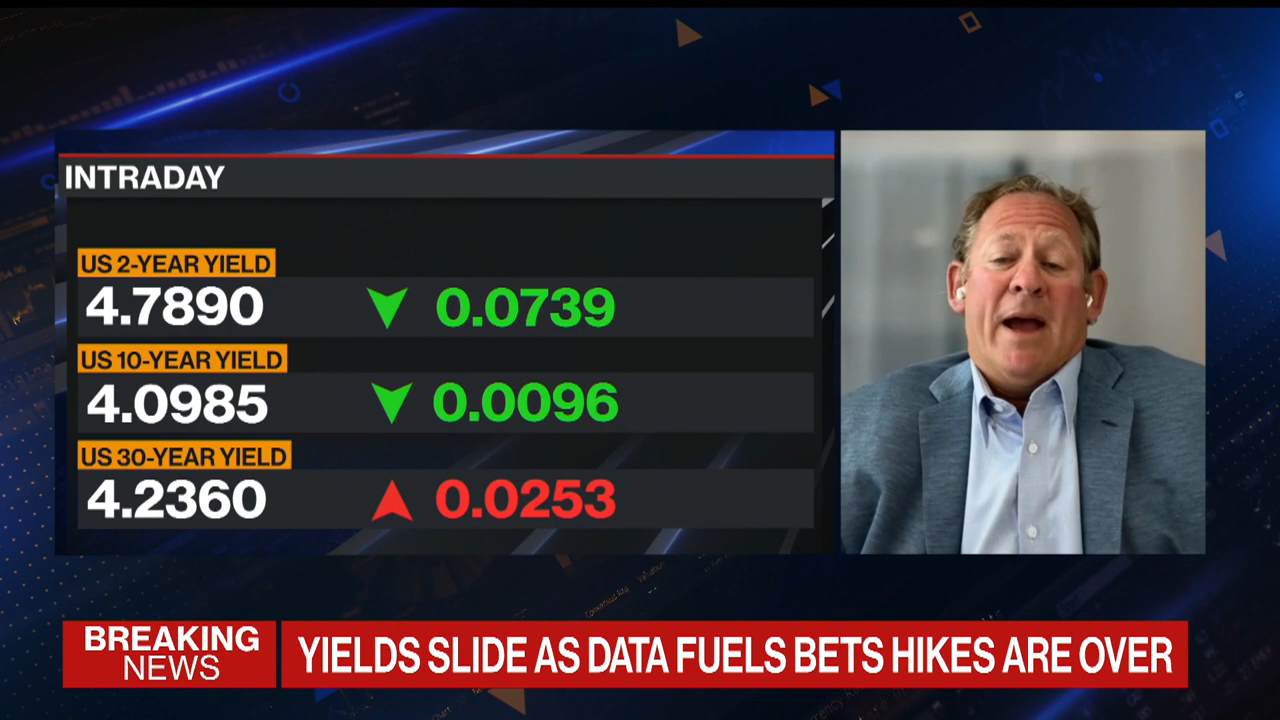 INTRADAY
US 2-YEAR YIELD
4.7890 ▼ 0.0739
US 10-YEAR YIELD
4.0985 ▼ 0.0096
US 30-YEAR YIELD
4.2360 ▲ 0.0253
BREAKING
NEWS
YIELDS SLIDE AS DATA FUELS BETS HIKES ARE OVER